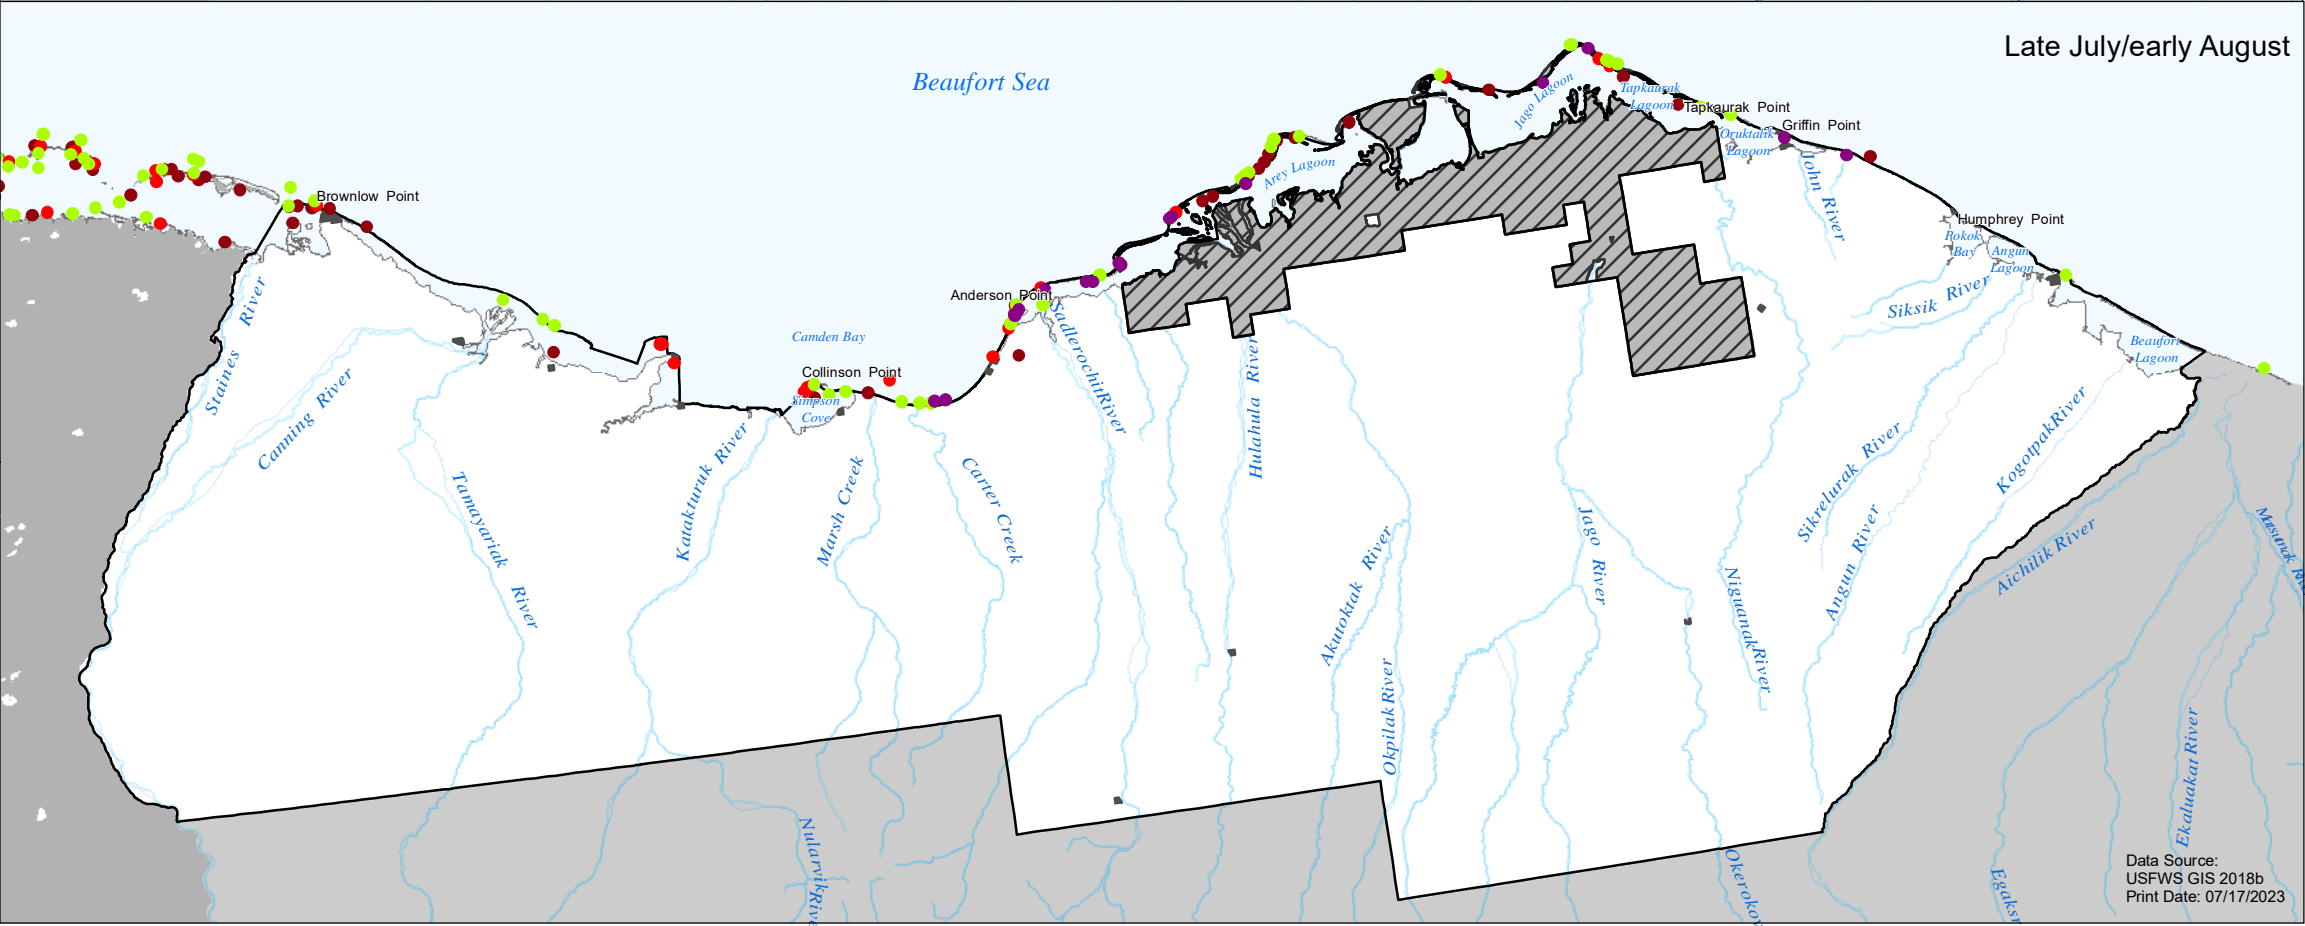 Late July/early August
Beaufort Sea
Jago Lagoon
Tapkaurak
Lagoon
Tapkaurak Point
Griffin Point
Oruktalik
Lagoon
John River
Arey Lagoon
Brownlow Point
Humphrey Point
Pokok
Bay
Angun
Lagoon
Siksik River
Anderson Point
Sadlerochit River
Camden Bay
Collinson Point
Simpson
Cove
Beaufort
Lagoon
Staines River
Canning River
Tamayariak River
Katakturuk River
Marsh Creek
Carter Creek
Hulahula River
Akutoktak River
Okpilak River
Jago River
Niguanak River
Sikrelurak River
Angun River
Kogotpak River
Aichilik River
Ekaluakat River
Nularvik River
Data Source:
USFWS GIS 2018b
Print Date: 07/17/2023